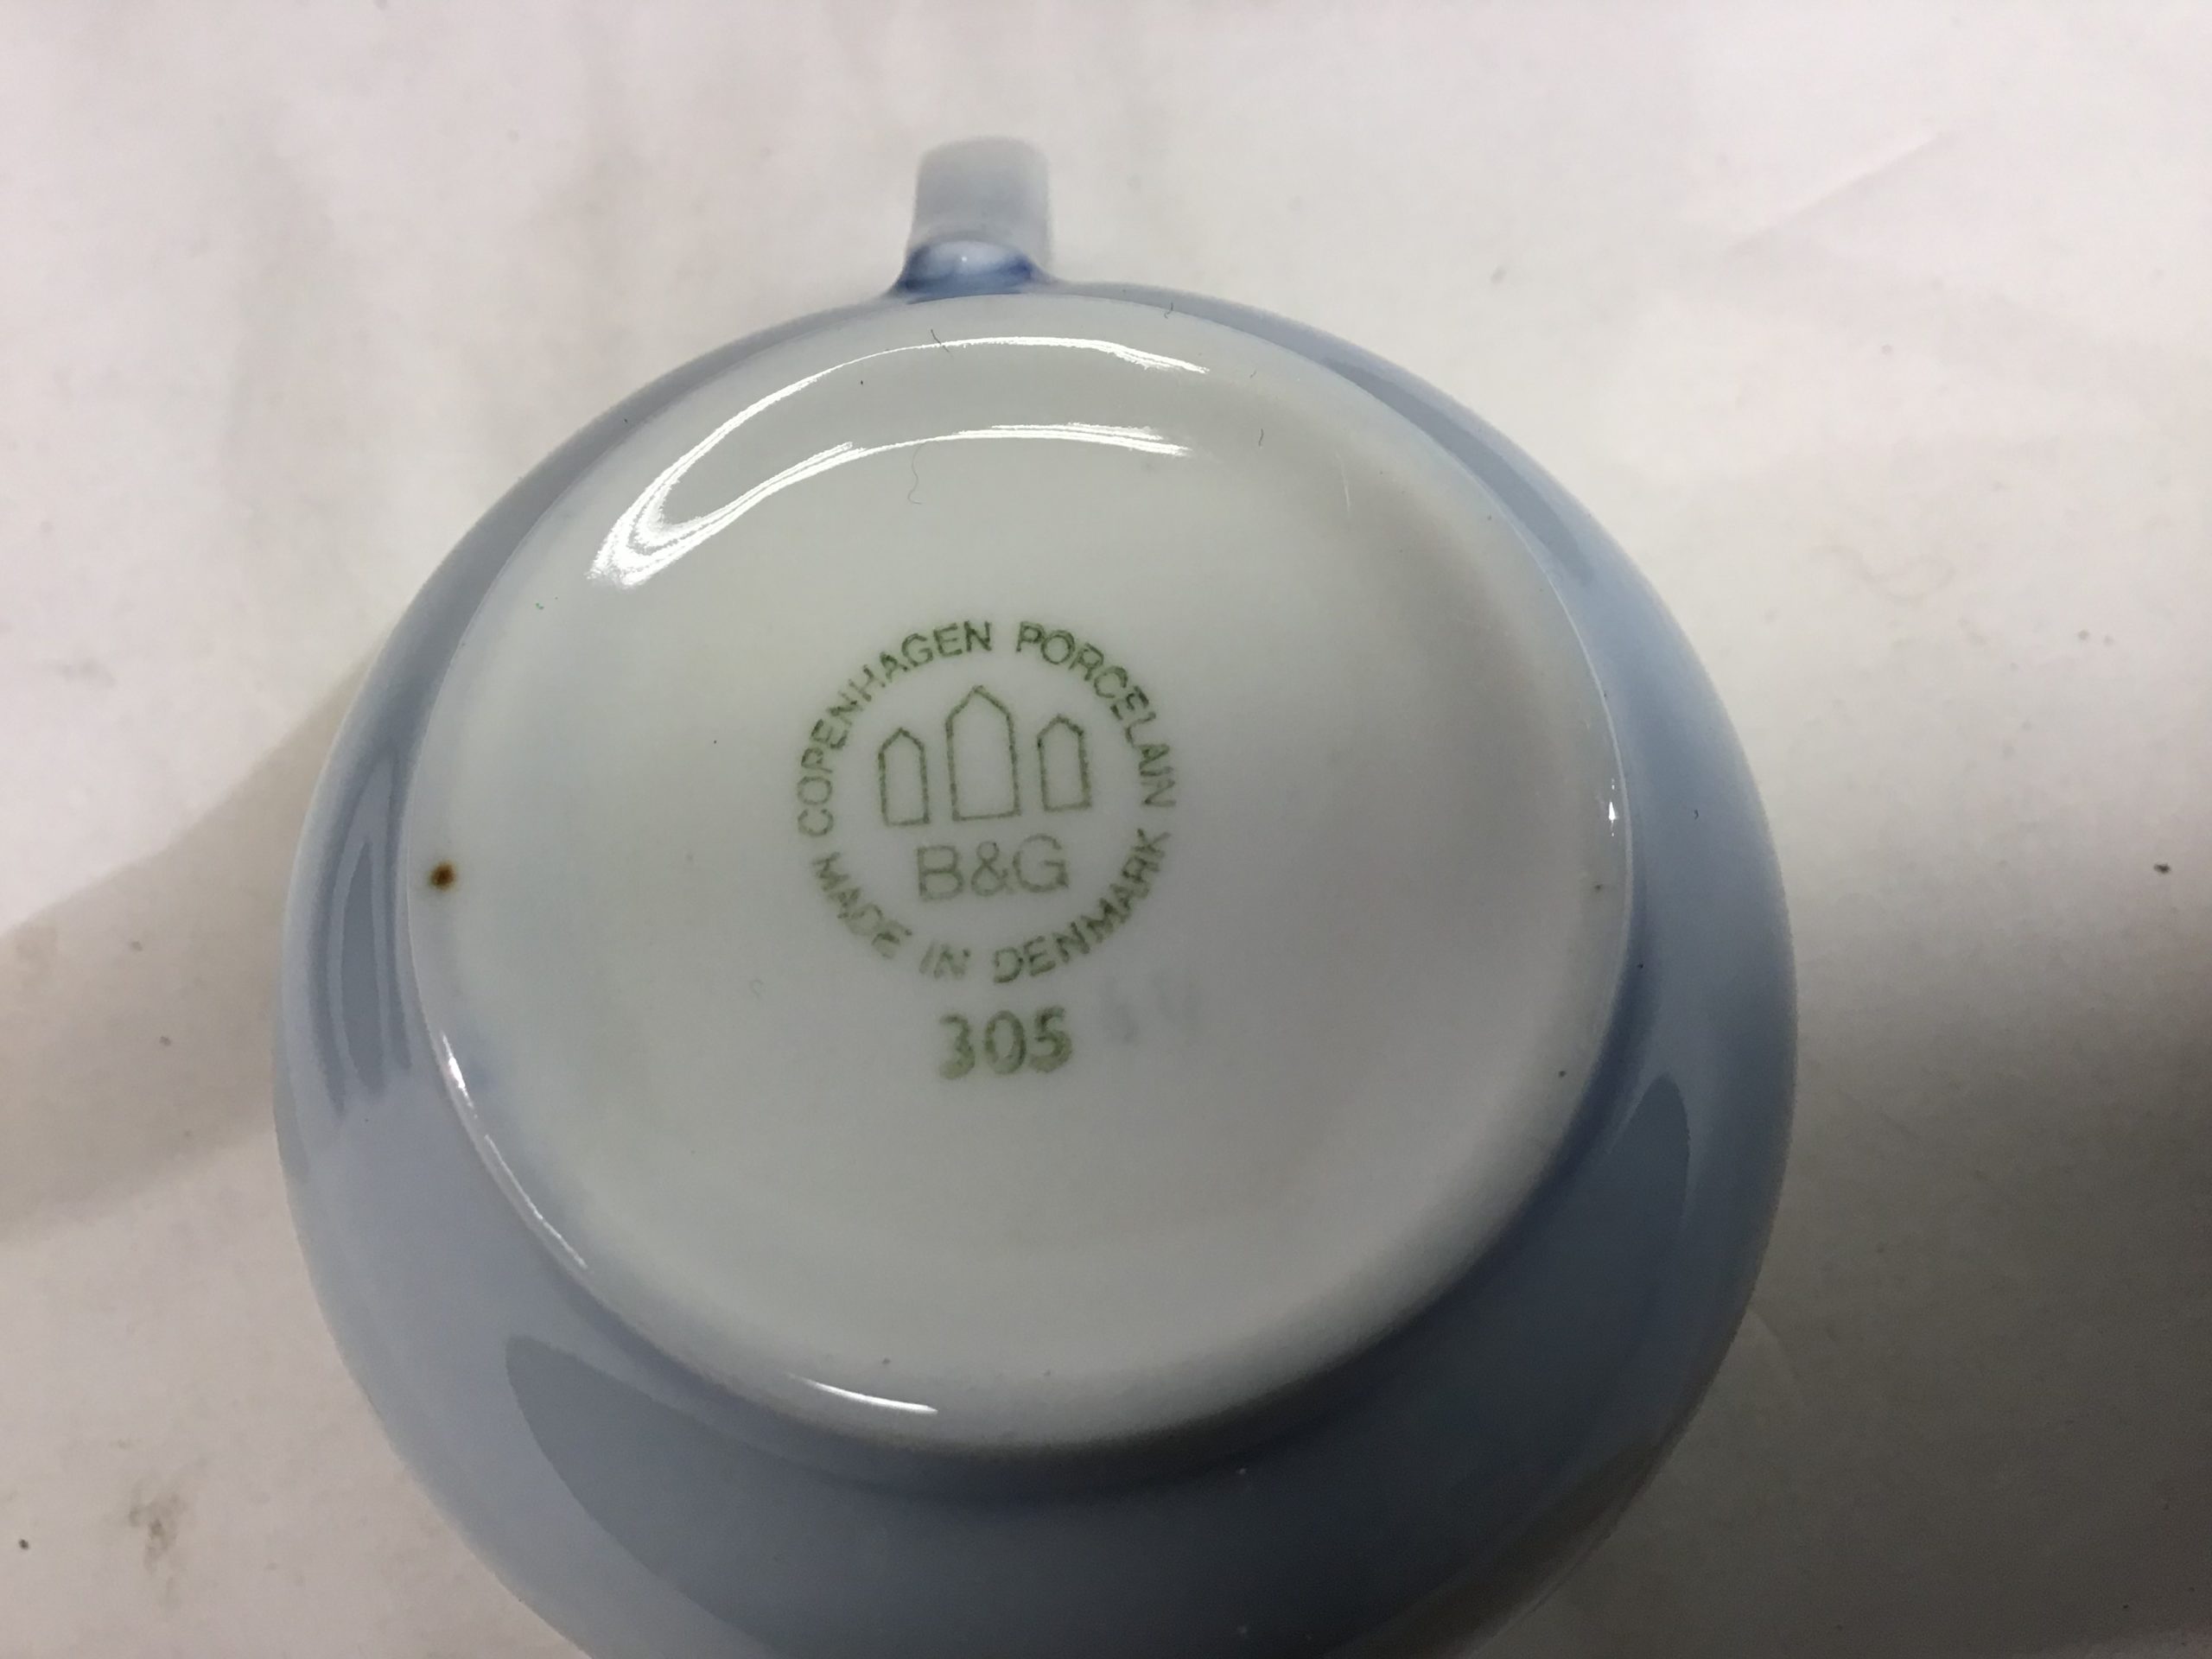 COPENHAGEN PORCELAIN
B&G
MADE IN DENMARK
305